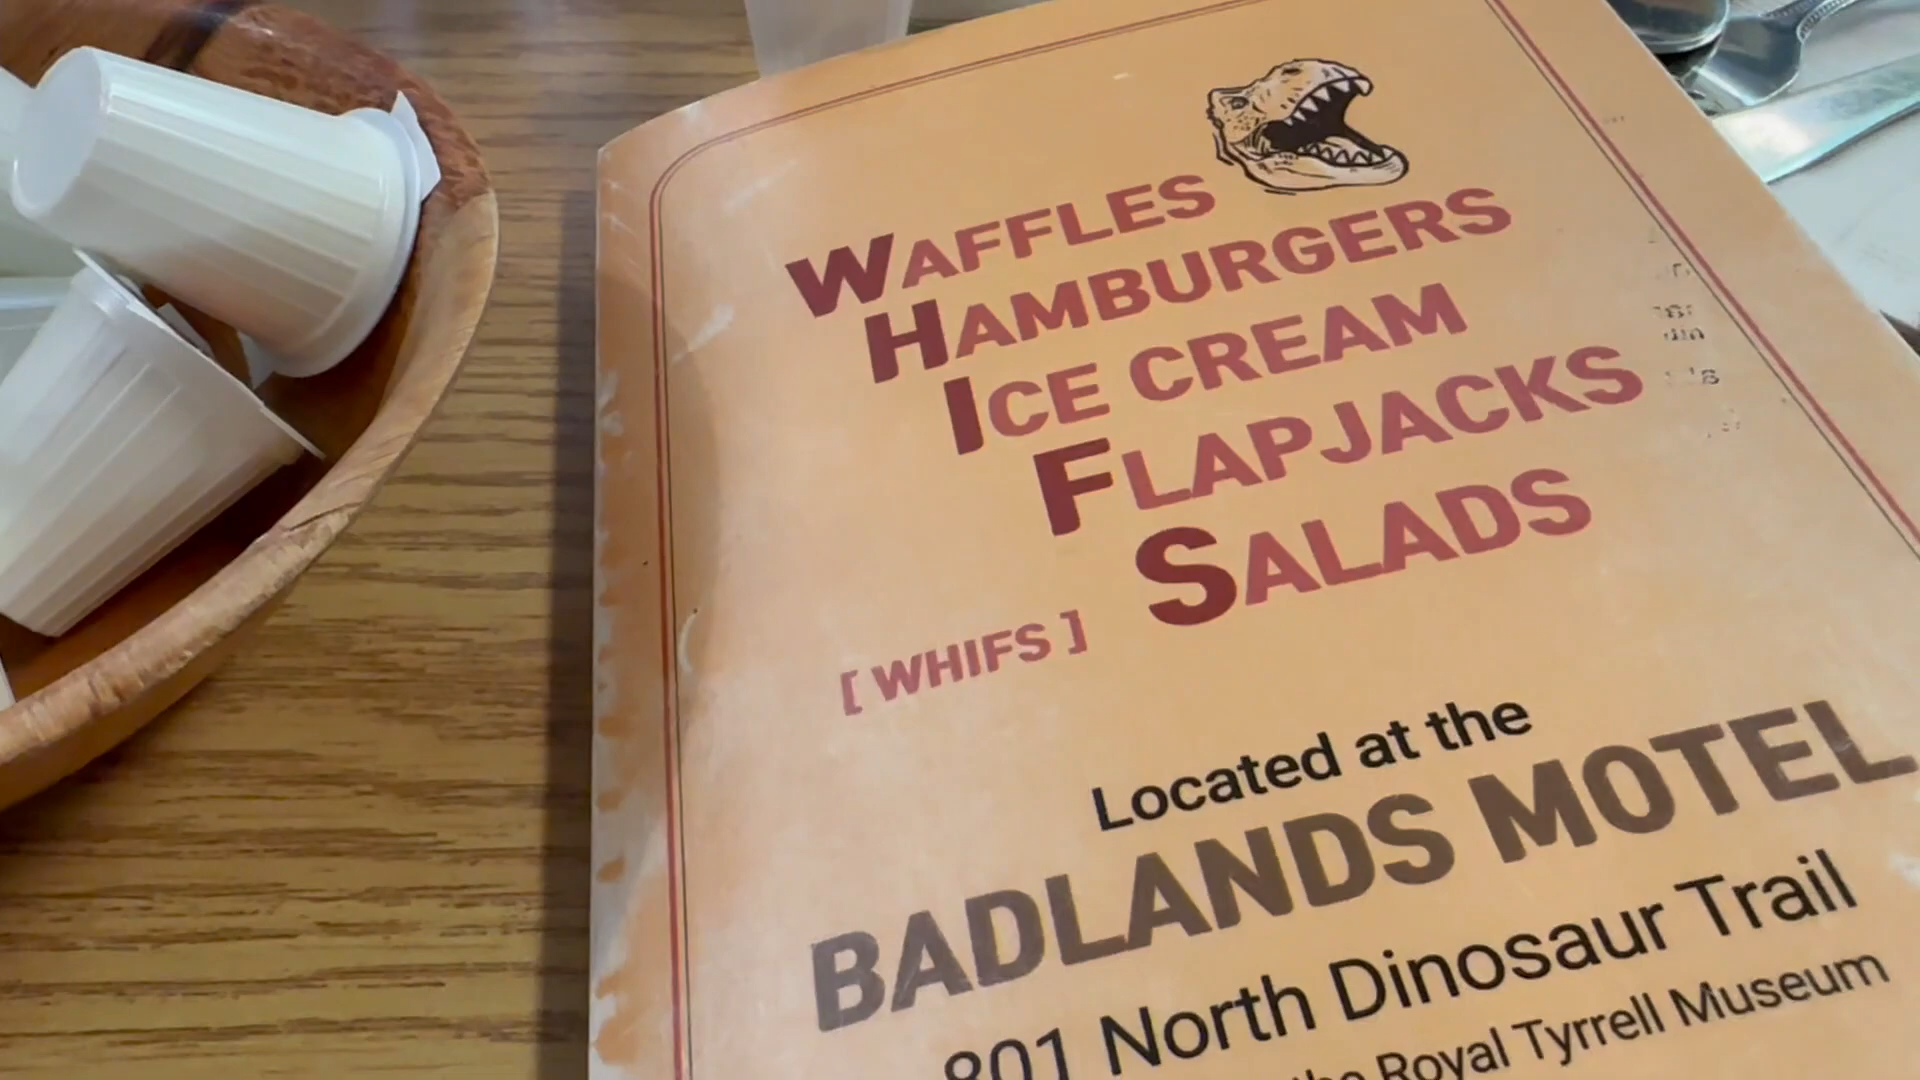 WAFFLES
HAMBURGERS
ICE CREAM
FLAPJACKS
SALADS
[ WHIFS ]
Located at the
BADLANDS MOTEL
801 North Dinosaur Trail
the Royal Tyrrell Museum